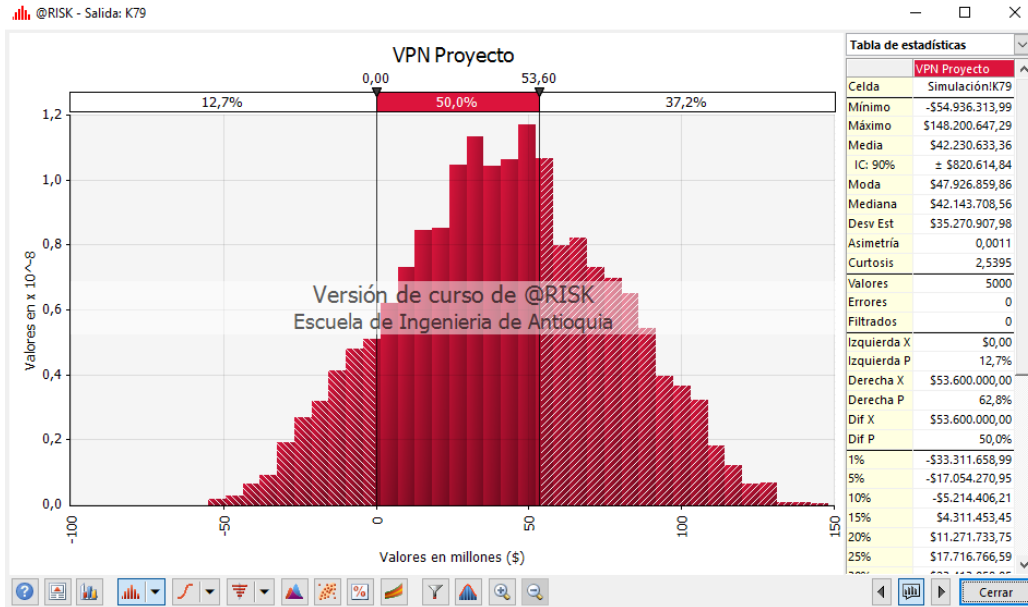 @RISK - Salida: K79
VPN Proyecto
0,00 53,60
12,7% 50,0% 37,2%
1,2
1,0
0,8
0,6
0,4
0,2
0,0
Valores en x 10^-8
Versión de curso de @RISK
Escuela de Ingenieria de Antioquia
-100 -50 0 50 100 150
Valores en millones ($)
Tabla de estadísticas
VPN Proyecto
Celda Simulación!K79
Mínimo -$54.936.313,99
Máximo $148.200.647,29
Media $42.230.633,36
IC: 90% ± $820.614,84
Moda $47.926.859,86
Mediana $42.143.708,56
Desv Est $35.270.907,98
Asimetría 0,0011
Curtosis 2,5395
Valores 5000
Errores 0
Filtrados 0
Izquierda X $0,00
Izquierda P 12,7%
Derecha X $53.600.000,00
Derecha P 62,8%
Dif X $53.600.000,00
Dif P 50,0%
1% -$33.311.658,99
5% -$17.054.270,95
10% -$5.214.406,21
15% $4.311.453,45
20% $11.271.733,75
25% $17.716.766,59
Cerrar